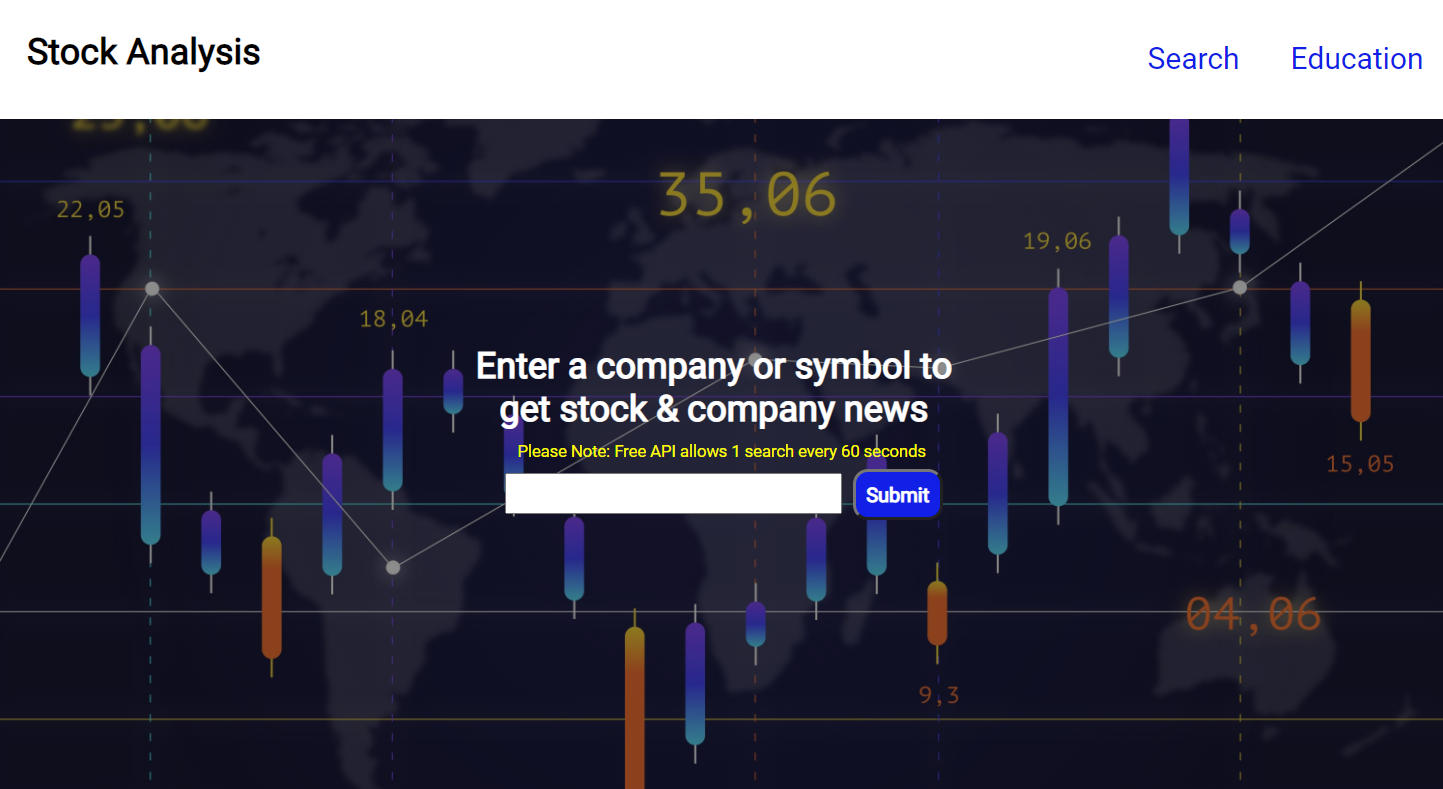 Stock Analysis
Search
Education
35,06
22,05
19,06
18,04
Enter a company or symbol to
get stock & company news
Please Note: Free API allows 1 search every 60 seconds
15,05
Submit
04,06
9,3